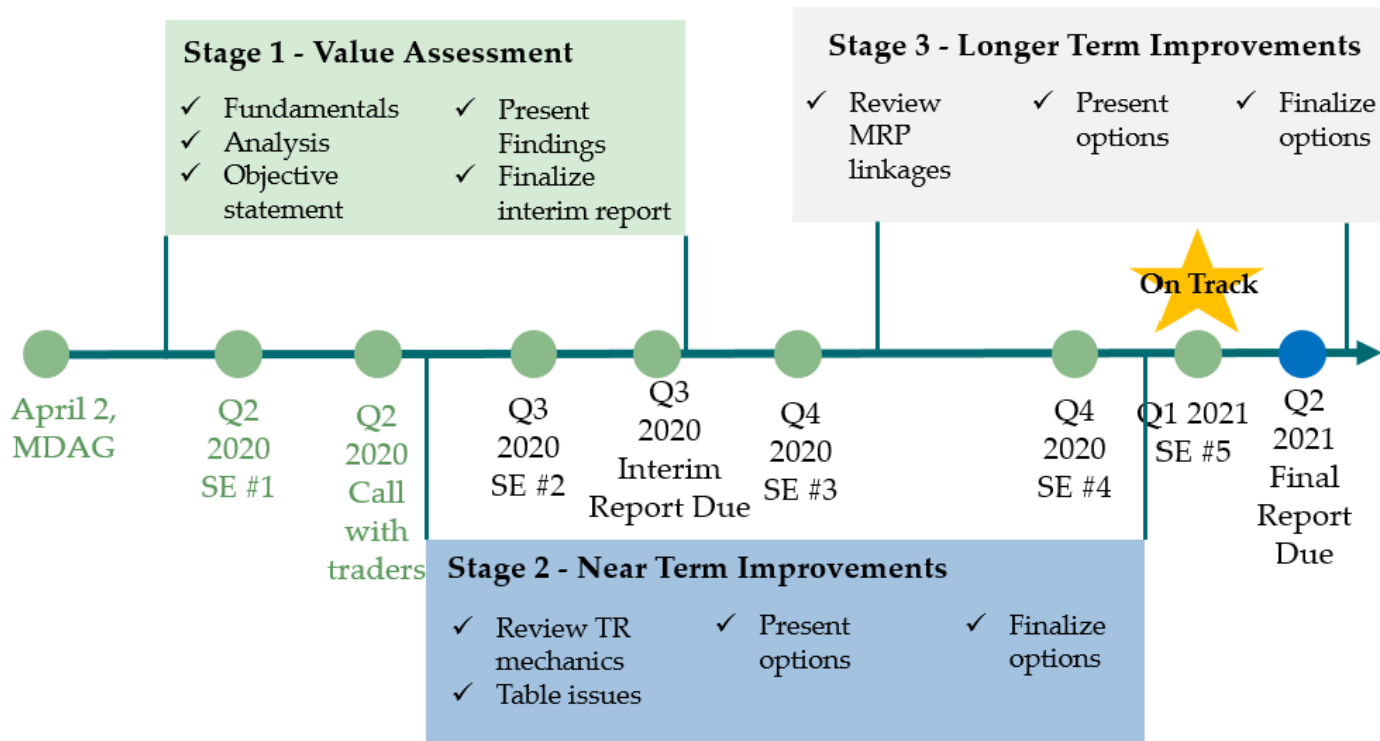 Stage 1 - Value Assessment
✓ Fundamentals
✓ Analysis
✓ Objective
statement
✓ Present
Findings
✓ Finalize
interim report
Stage 3 - Longer Term Improvements
✓ Review
MRP
linkages
✓ Present
options
✓ Finalize
options
On Track
April 2,
MDAG
Q2
2020
SE #1
Q2
2020
Call
with
traders
Q3
2020
SE #2
Q3
2020
Interim
Report Due
Q4
2020
SE #3
Q4
2020
SE #4
Q1 2021
SE #5
Q2
2021
Final
Report
Due
Stage 2 - Near Term Improvements
✓ Review TR
mechanics
✓ Table issues
✓ Present
options
✓ Finalize
options